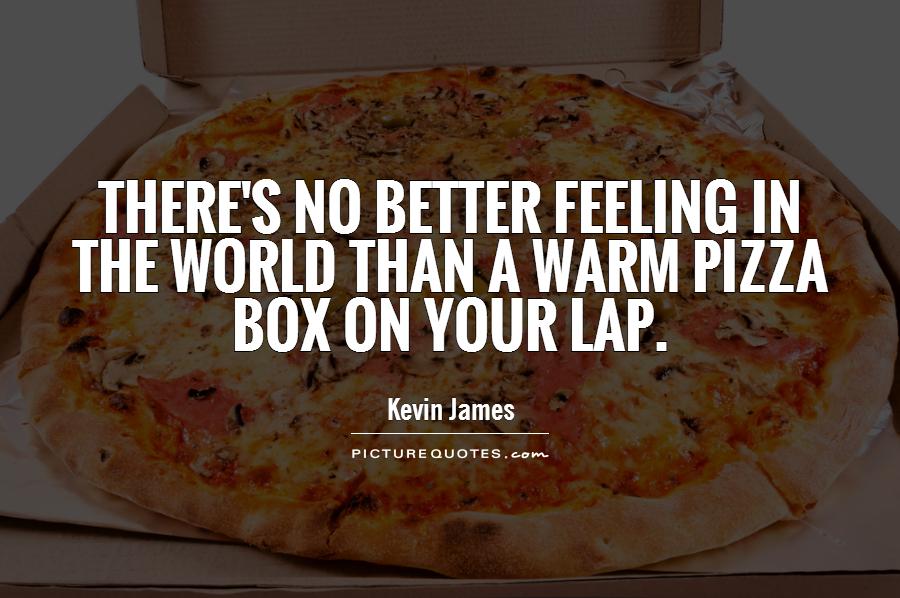 THERE'S NO BETTER FEELING IN
THE WORLD THAN A WARM PIZZA
BOX ON YOUR LAP.
Kevin James
PICTUREQUOTES.com